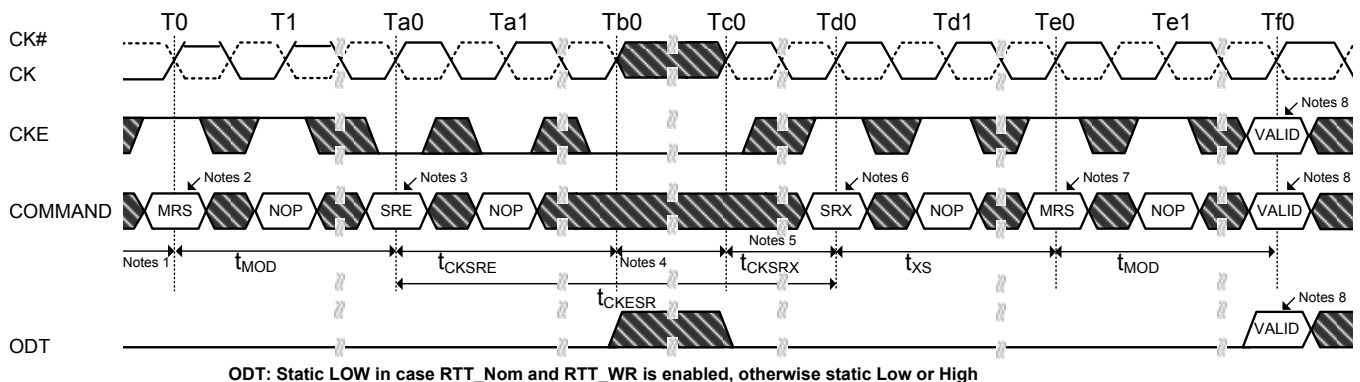 T0 T1 Ta0 Ta1 Tb0 Tc0 Td0 Td1 Te0 Te1 Tf0
CK#
CK
Notes 8
CKE VALID
Notes 2 Notes 3 Notes 6 Notes 7 Notes 8
COMMAND MRS NOP SRE NOP SRX NOP MRS NOP VALID
Notes 1 tMOD tCKSRE Notes 4 Notes 5 tCKSRX tXS tMOD
tCKESR
Notes 8
ODT VALID
ODT: Static LOW in case RTT_Nom and RTT_WR is enabled, otherwise static Low or High